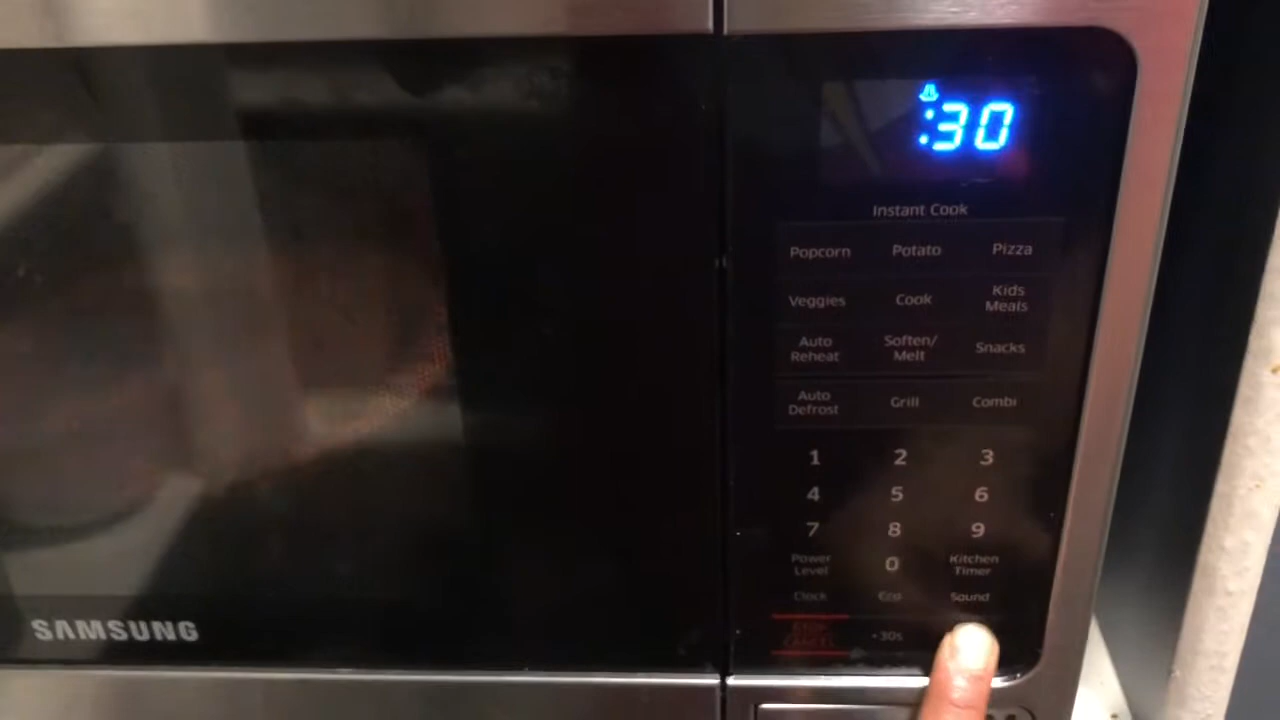 :30
Instant Cook
Popcorn Potato Pizza
Veggies Cook Kids Meals
Auto Reheat Soften/ Melt Snacks
Auto Defrost Grill Combi
1 2 3
4 5 6
7 8 9
Power Level 0 Kitchen Timer
Clock Eco Sound
STOP CANCEL +30s
SAMSUNG